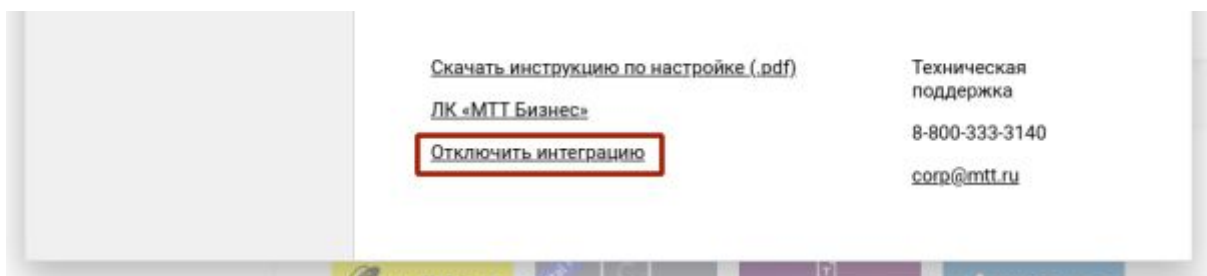 Скачать инструкцию по настройке (.pdf)
ЛК «МТТ Бизнес»
Отключить интеграцию
Техническая
поддержка
8-800-333-3140
corp@mtt.ru